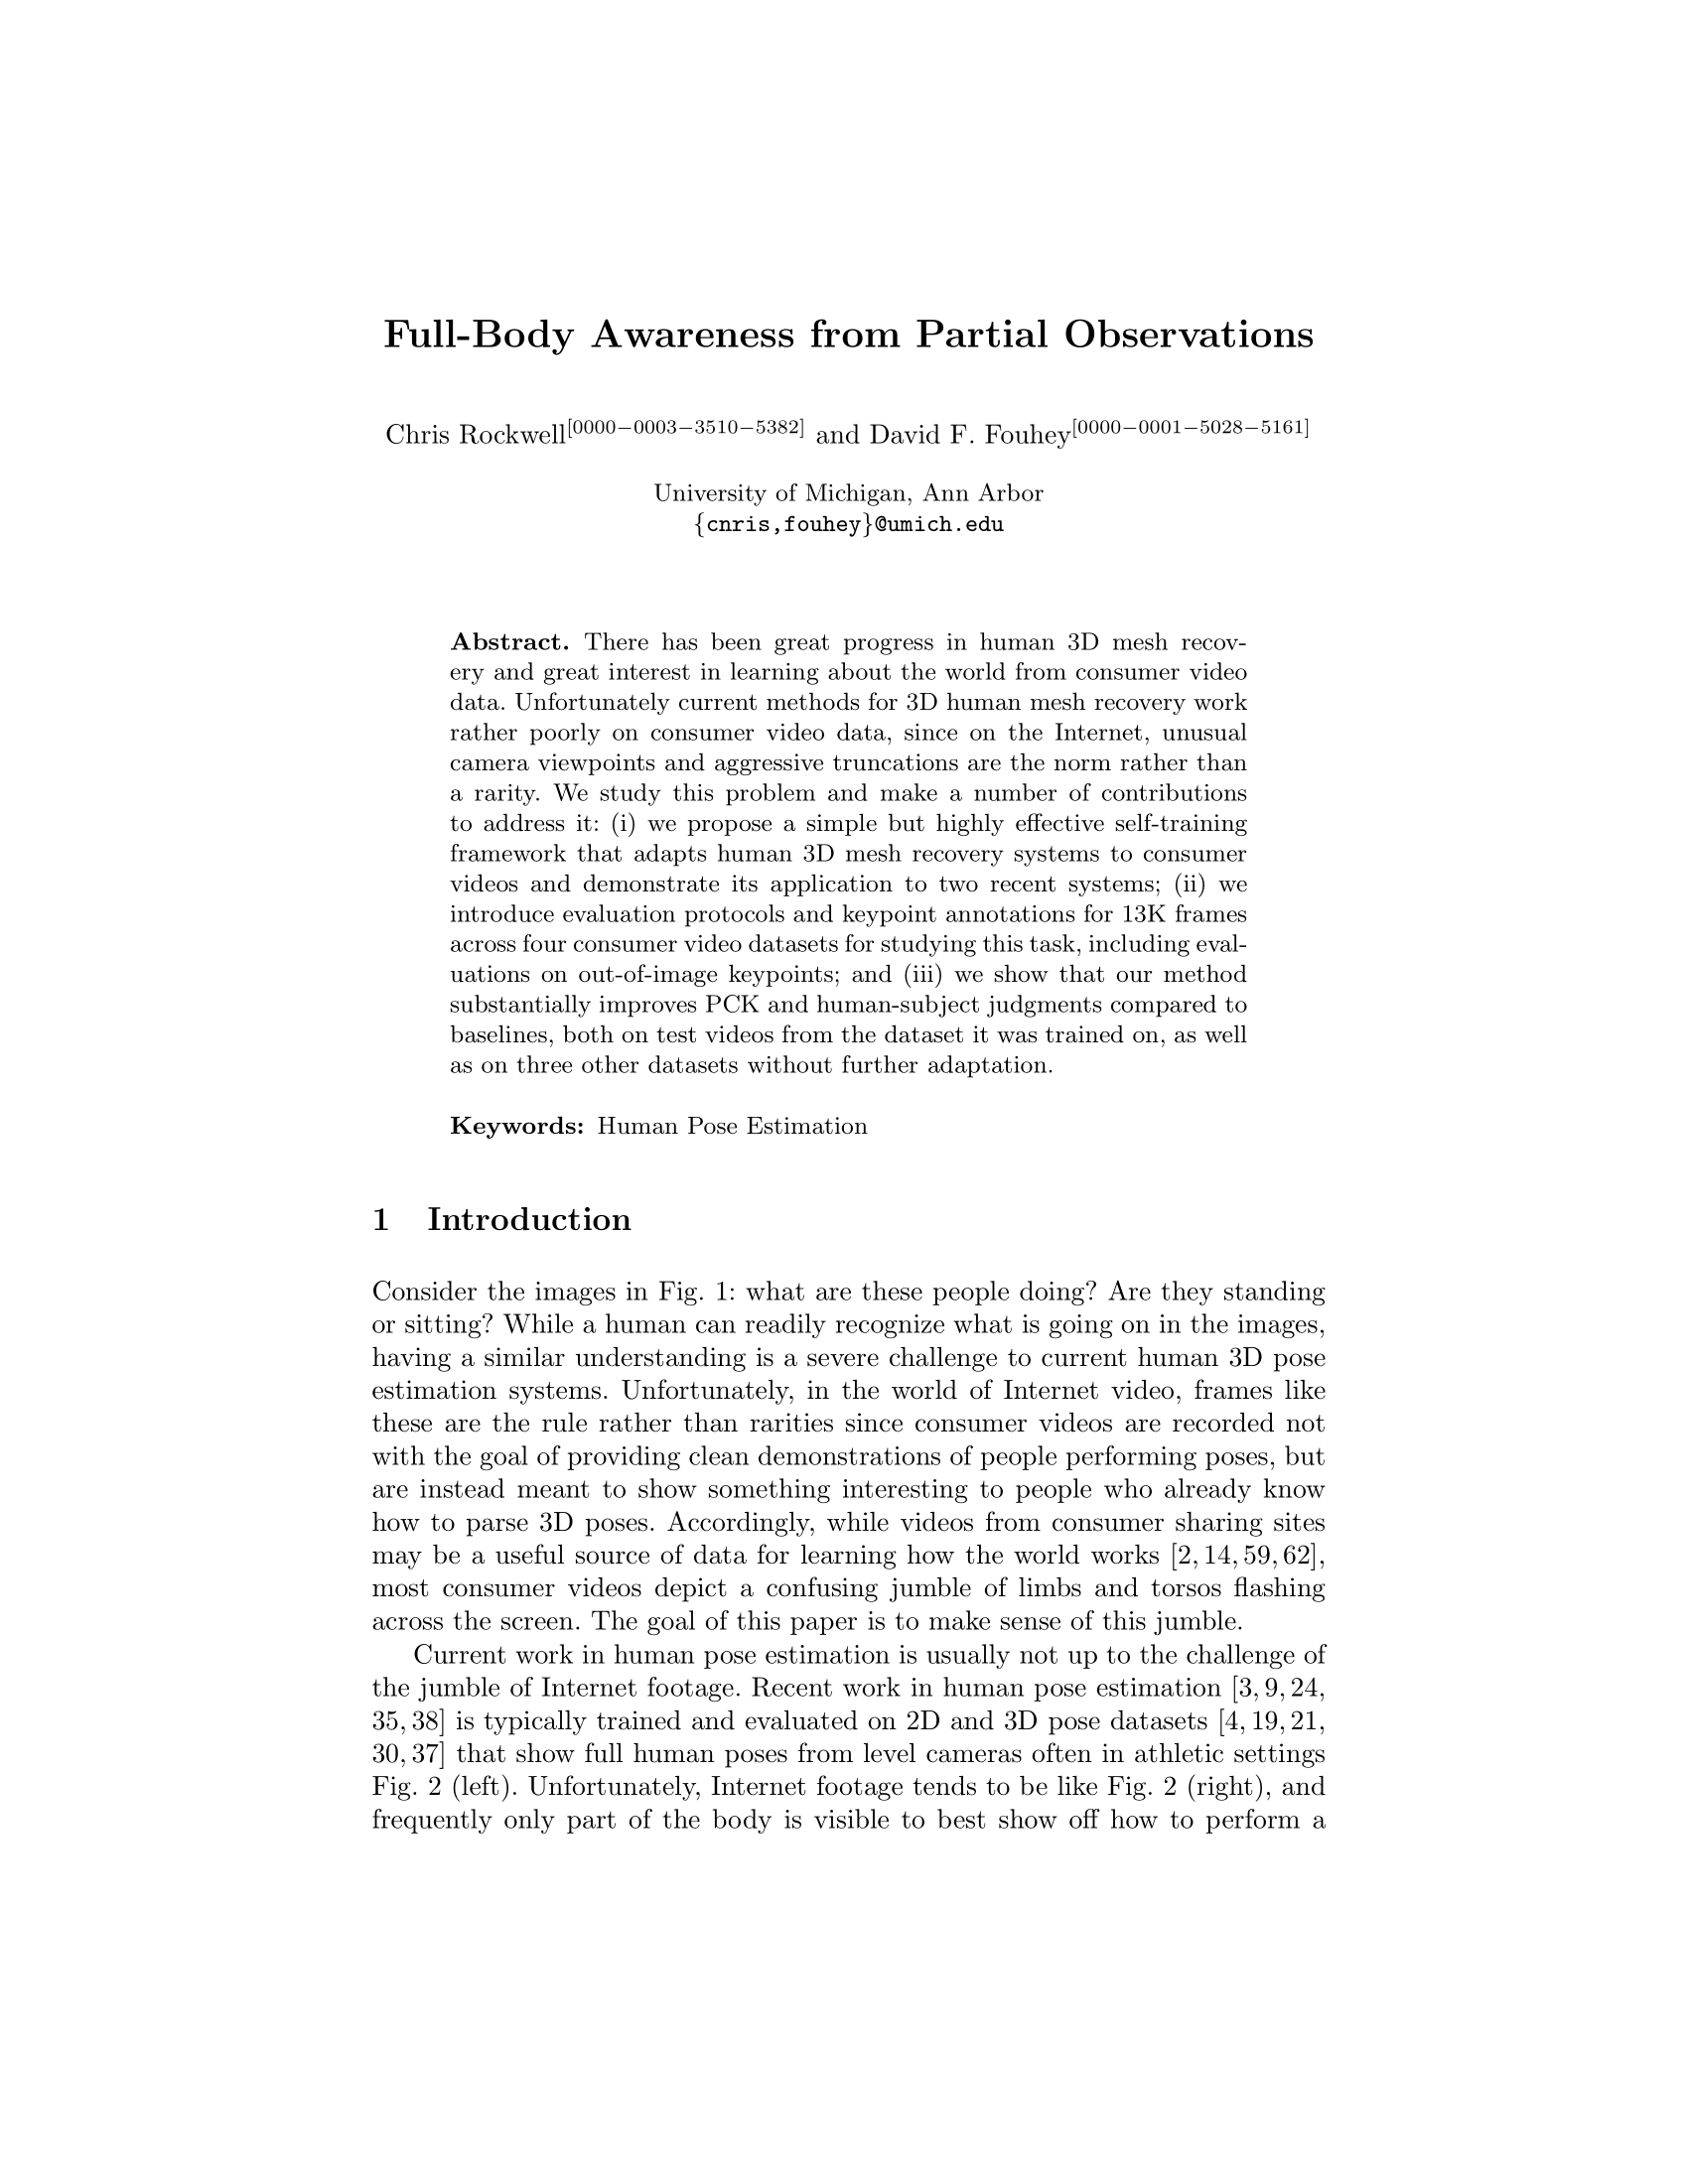 Full-Body Awareness from Partial Observations
Chris Rockwell[0000−0003−3510−5382] and David F. Fouhey[0000−0001−5028−5161]
University of Michigan, Ann Arbor
{cnris,fouhey}@umich.edu
Abstract. There has been great progress in human 3D mesh recov-
ery and great interest in learning about the world from consumer video
data. Unfortunately current methods for 3D human mesh recovery work
rather poorly on consumer video data, since on the Internet, unusual
camera viewpoints and aggressive truncations are the norm rather than
a rarity. We study this problem and make a number of contributions
to address it: (i) we propose a simple but highly effective self-training
framework that adapts human 3D mesh recovery systems to consumer
videos and demonstrate its application to two recent systems; (ii) we
introduce evaluation protocols and keypoint annotations for 13K frames
across four consumer video datasets for studying this task, including eval-
uations on out-of-image keypoints; and (iii) we show that our method
substantially improves PCK and human-subject judgments compared to
baselines, both on test videos from the dataset it was trained on, as well
as on three other datasets without further adaptation.
Keywords: Human Pose Estimation
1 Introduction
Consider the images in Fig. 1: what are these people doing? Are they standing
or sitting? While a human can readily recognize what is going on in the images,
having a similar understanding is a severe challenge to current human 3D pose
estimation systems. Unfortunately, in the world of Internet video, frames like
these are the rule rather than rarities since consumer videos are recorded not
with the goal of providing clean demonstrations of people performing poses, but
are instead meant to show something interesting to people who already know
how to parse 3D poses. Accordingly, while videos from consumer sharing sites
may be a useful source of data for learning how the world works [2, 14, 59, 62],
most consumer videos depict a confusing jumble of limbs and torsos flashing
across the screen. The goal of this paper is to make sense of this jumble.
Current work in human pose estimation is usually not up to the challenge of
the jumble of Internet footage. Recent work in human pose estimation [3, 9, 24,
35, 38] is typically trained and evaluated on 2D and 3D pose datasets [4, 19, 21,
30, 37] that show full human poses from level cameras often in athletic settings
Fig. 2 (left). Unfortunately, Internet footage tends to be like Fig. 2 (right), and
frequently only part of the body is visible to best show off how to perform a